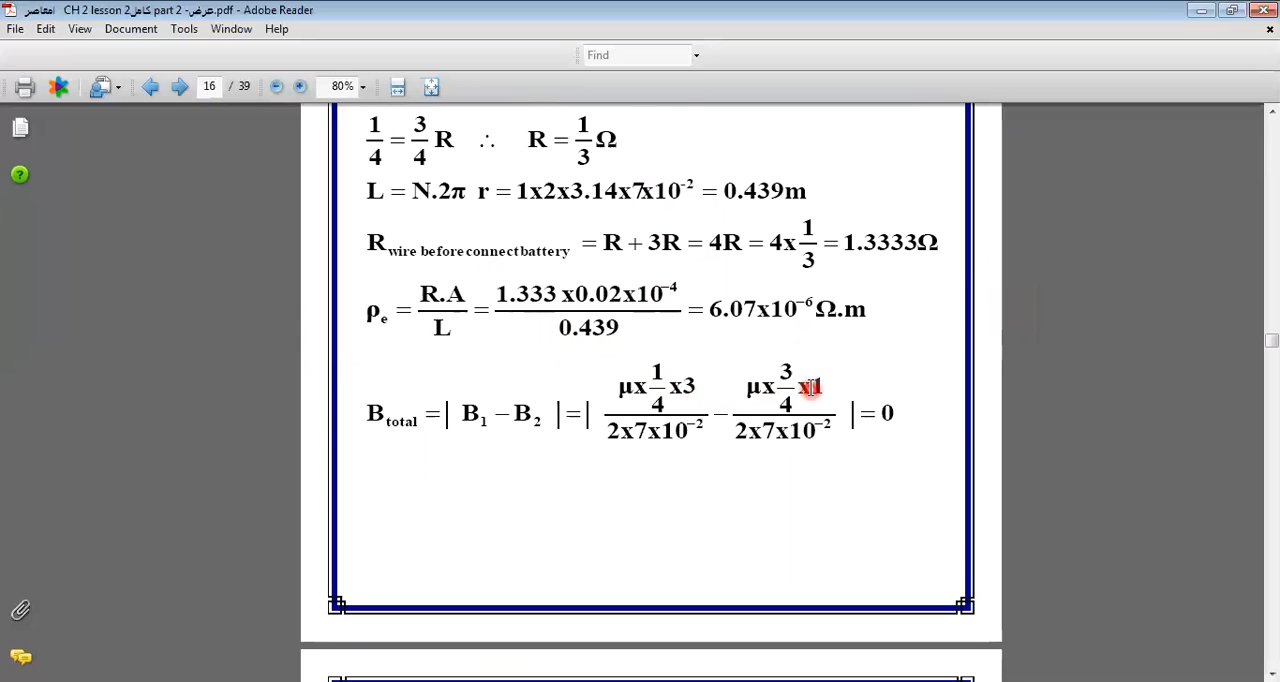 معاصر CH 2 lesson 2كامل part 2 -عرض.pdf - Adobe Reader
File Edit View Document Tools Window Help
Find
16 / 39 80%
1/4 = 3/4 R ∴ R = 1/3 Ω
L = N.2π r = 1x2x3.14x7x10⁻² = 0.439m
R wire before connect battery = R + 3R = 4R = 4x 1/3 = 1.3333Ω
ρₑ = R.A / L = 1.333 x0.02x10⁻⁴ / 0.439 = 6.07x10⁻⁶ Ω.m
B total = | B₁ − B₂ | = | μx 1/4 x3 / 2x7x10⁻² − μx 3/4 x1 / 2x7x10⁻² | = 0